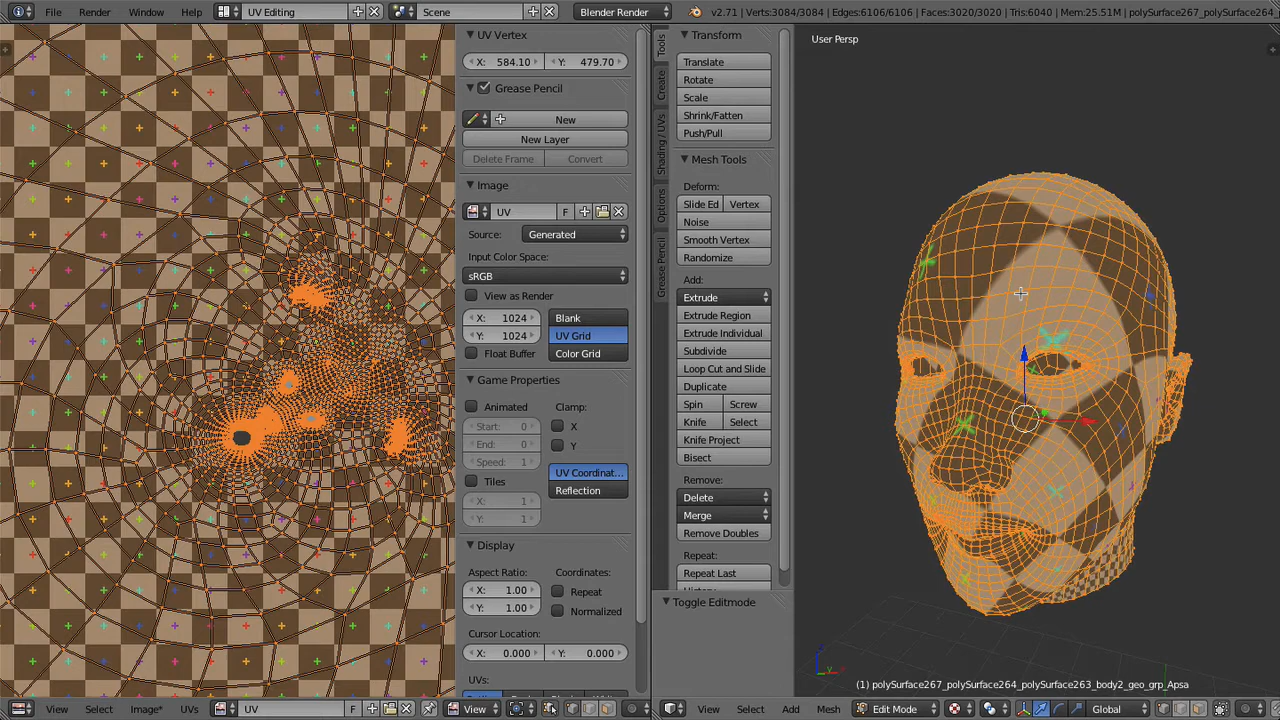 File Render Window Help UV Editing Scene Blender Render v2.71 | Verts:3084/3084 | Edges:6106/6106 | Faces:3020/3020 | Tris:6040 | Mem:25.51M | polySurface267_polySurface264_
UV Vertex
X: 584.10 Y: 479.70
Grease Pencil
New
New Layer
Delete Frame Convert
Image
UV F
Source: Generated
Input Color Space:
sRGB
View as Render
X: 1024 Blank
Y: 1024 UV Grid
Float Buffer Color Grid
Game Properties
Animated Clamp:
Start: 0 X
End: 0 Y
Speed: 1
UV Coordinat...
Tiles Reflection
X: 1
Y: 1
Display
Aspect Ratio: Coordinates:
X: 1.00 Repeat
Y: 1.00 Normalized
Cursor Location:
X: 0.000 Y: 0.000
UVs:
Tools
Create
Shading / UVs
Options
Grease Pencil
Transform
Translate
Rotate
Scale
Shrink/Fatten
Push/Pull
Mesh Tools
Deform:
Slide Ed Vertex
Noise
Smooth Vertex
Randomize
Add:
Extrude
Extrude Region
Extrude Individual
Subdivide
Loop Cut and Slide
Duplicate
Spin Screw
Knife Select
Knife Project
Bisect
Remove:
Delete
Merge
Remove Doubles
Repeat:
Repeat Last
Toggle Editmode
User Persp
(1) polySurface267_polySurface264_polySurface263_body2_geo_grp_Apsa
View Select Image* UVs UV F View
View Select Add Mesh Edit Mode Global